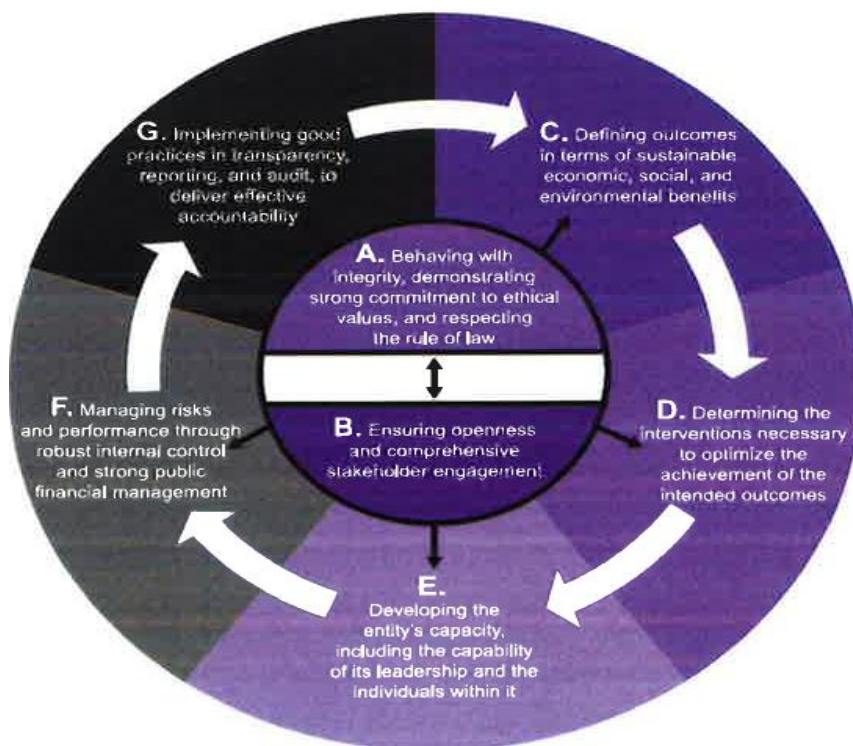 G. Implementing good
practices in transparency,
reporting, and audit, to
deliver effective
accountability
C. Defining outcomes
in terms of sustainable
economic, social, and
environmental benefits
A. Behaving with
integrity, demonstrating
strong commitment to ethical
values, and respecting
the rule of law
B. Ensuring openness
and comprehensive
stakeholder engagement
D. Determining the
interventions necessary
to optimize the
achievement of the
intended outcomes
E.
Developing the
entity's capacity,
including the capability
of its leadership and the
individuals within it
F. Managing risks
and performance through
robust internal control
and strong public
financial management